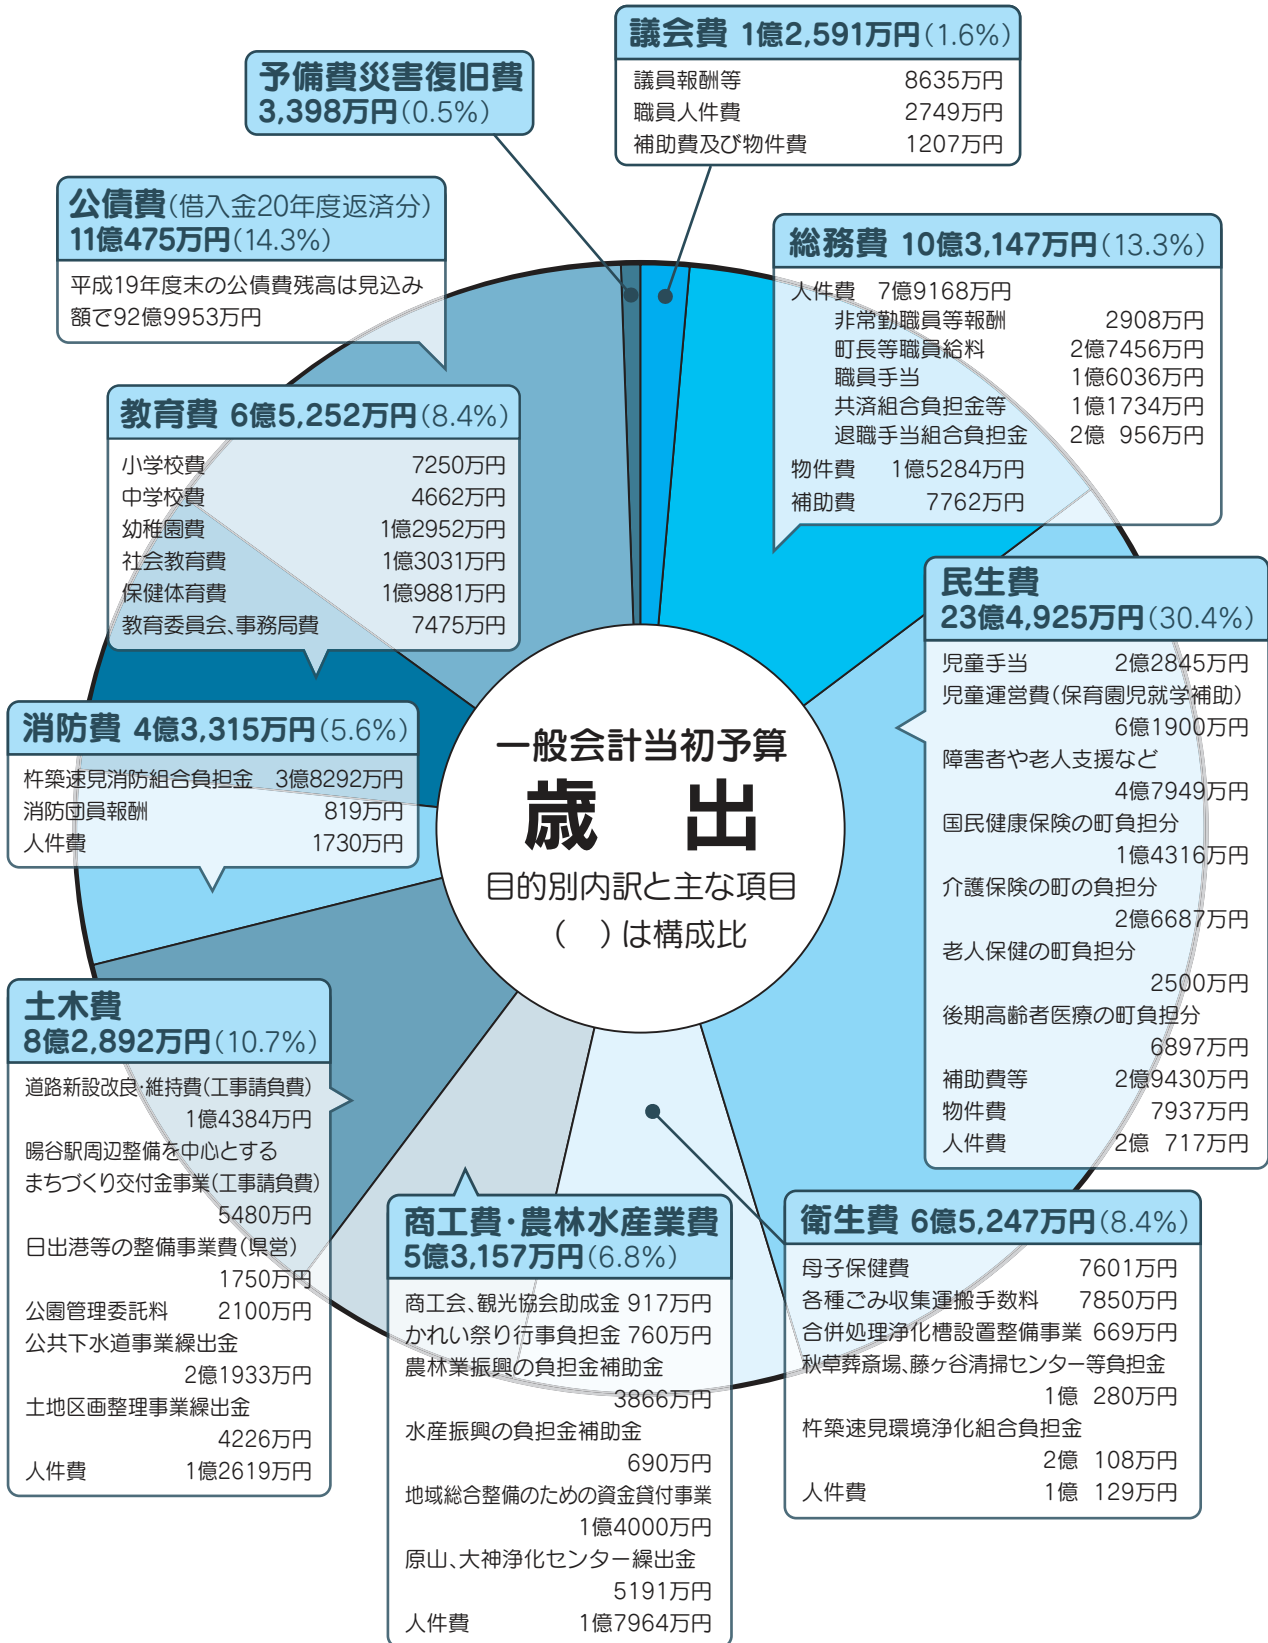 議会費 1億2,591万円(1.6%)
議員報酬等 8635万円
職員人件費 2749万円
補助費及び物件費 1207万円
予備費災害復旧費
3,398万円(0.5%)
公債費(借入金20年度返済分)
11億475万円(14.3%)
平成19年度末の公債費残高は見込み
額で92億9953万円
総務費 10億3,147万円(13.3%)
人件費 7億9168万円
非常勤職員等報酬 2908万円
町長等職員給料 2億7456万円
職員手当 1億6036万円
共済組合負担金等 1億1734万円
退職手当組合負担金 2億 956万円
物件費 1億5284万円
補助費 7762万円
教育費 6億5,252万円(8.4%)
小学校費 7250万円
中学校費 4662万円
幼稚園費 1億2952万円
社会教育費 1億3031万円
保健体育費 1億9881万円
教育委員会、事務局費 7475万円
民生費
23億4,925万円(30.4%)
児童手当 2億2845万円
児童運営費(保育園児就学補助)
6億1900万円
障害者や老人支援など
4億7949万円
国民健康保険の町負担分
1億4316万円
介護保険の町の負担分
2億6687万円
老人保健の町負担分
2500万円
後期高齢者医療の町負担分
6897万円
補助費等 2億9430万円
物件費 7937万円
人件費 2億 717万円
消防費 4億3,315万円(5.6%)
杵築速見消防組合負担金 3億8292万円
消防団員報酬 819万円
人件費 1730万円
一般会計当初予算
歳 出
目的別内訳と主な項目
( )は構成比
土木費
8億2,892万円(10.7%)
道路新設改良・維持費(工事請負費)
1億4384万円
暘谷駅周辺整備を中心とする
まちづくり交付金事業(工事請負費)
5480万円
日出港等の整備事業費(県営)
1750万円
公園管理委託料 2100万円
公共下水道事業繰出金
2億1933万円
土地区画整理事業繰出金
4226万円
人件費 1億2619万円
商工費・農林水産業費
5億3,157万円(6.8%)
商工会、観光協会助成金 917万円
かれい祭り行事負担金 760万円
農林業振興の負担金補助金
3866万円
水産振興の負担金補助金
690万円
地域総合整備のための資金貸付事業
1億4000万円
原山、大神浄化センター繰出金
5191万円
人件費 1億7964万円
衛生費 6億5,247万円(8.4%)
母子保健費 7601万円
各種ごみ収集運搬手数料 7850万円
合併処理浄化槽設置整備事業 669万円
秋草葬斎場、藤ヶ谷清掃センター等負担金
1億 280万円
杵築速見環境浄化組合負担金
2億 108万円
人件費 1億 129万円